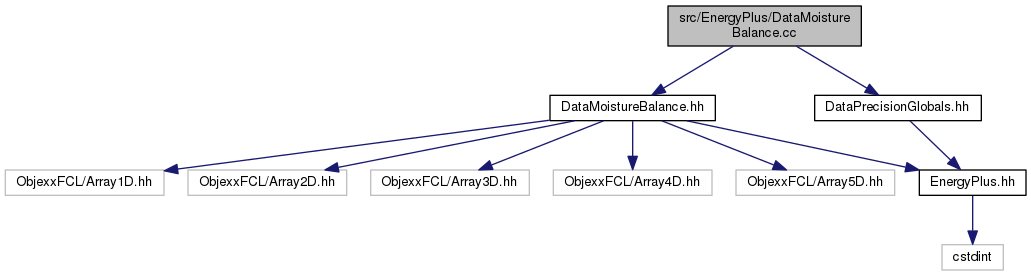 src/EnergyPlus/DataMoisture
Balance.cc
DataMoistureBalance.hh
DataPrecisionGlobals.hh
ObjexxFCL/Array1D.hh
ObjexxFCL/Array2D.hh
ObjexxFCL/Array3D.hh
ObjexxFCL/Array4D.hh
ObjexxFCL/Array5D.hh
EnergyPlus.hh
cstdint